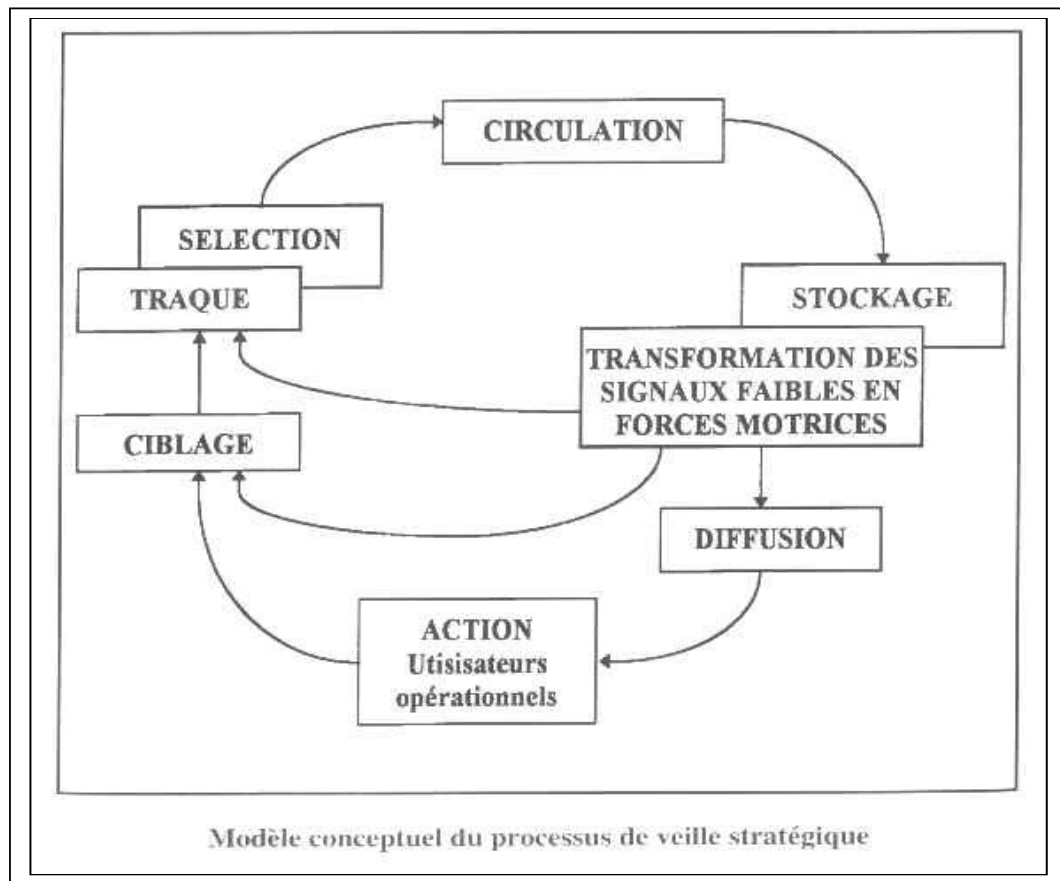 CIRCULATION
SELECTION
TRAQUE
STOCKAGE
TRANSFORMATION DES
SIGNAUX FAIBLES EN
FORCES MOTRICES
CIBLAGE
DIFFUSION
ACTION
Utisisateurs
opérationnels
Modèle conceptuel du processus de veille stratégique